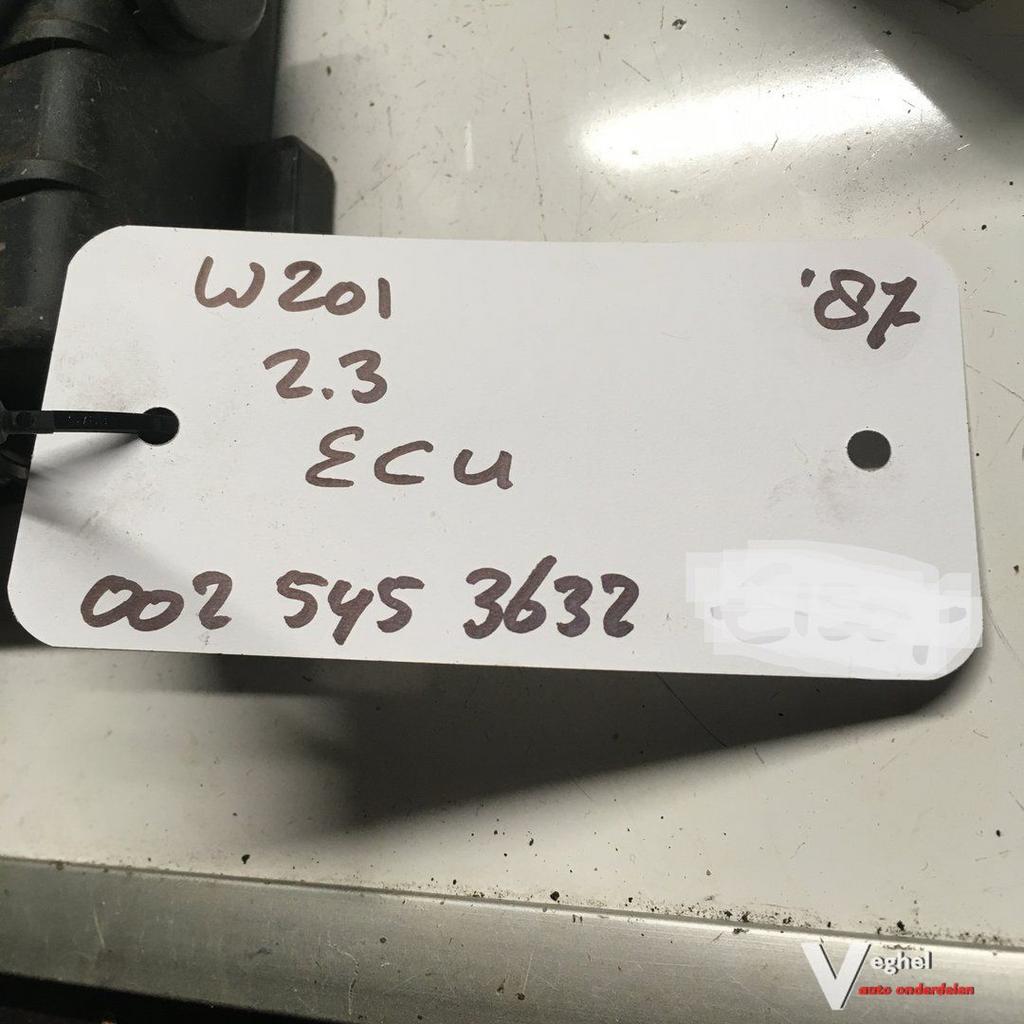 W201 '87
2.3
ECU
002 545 3632
Veghel
auto onderdelen